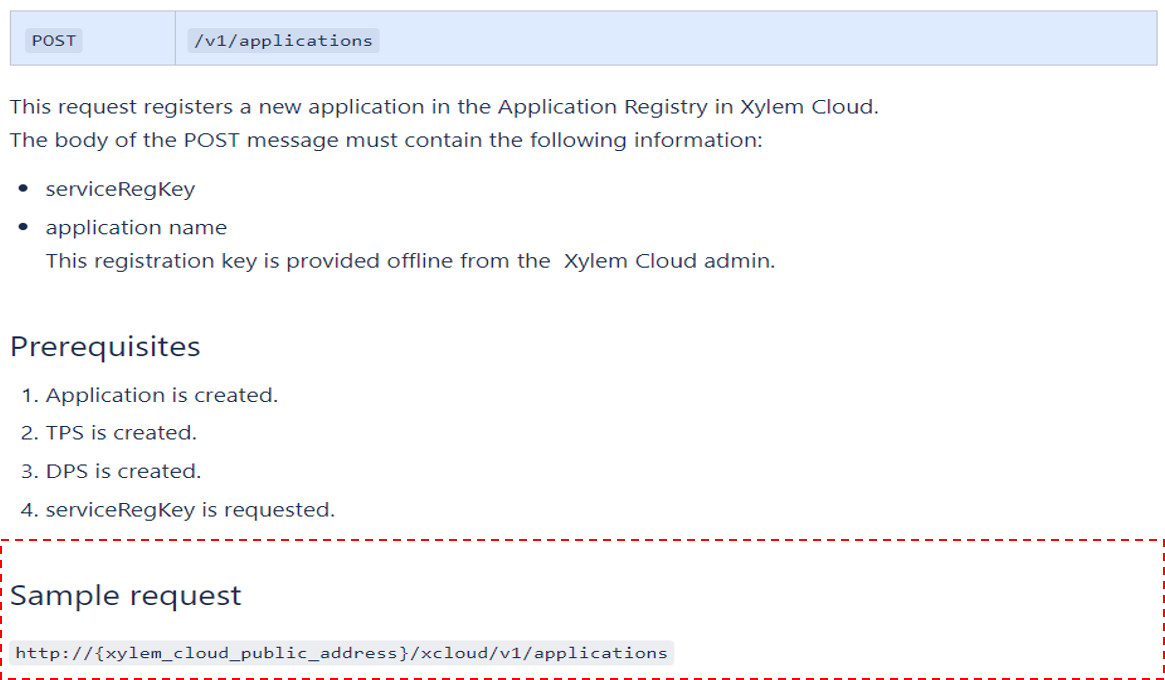 POST /v1/applications
This request registers a new application in the Application Registry in Xylem Cloud.
The body of the POST message must contain the following information:
• serviceRegKey
• application name
This registration key is provided offline from the Xylem Cloud admin.
Prerequisites
1. Application is created.
2. TPS is created.
3. DPS is created.
4. serviceRegKey is requested.
Sample request
http://{xylem_cloud_public_address}/xcloud/v1/applications